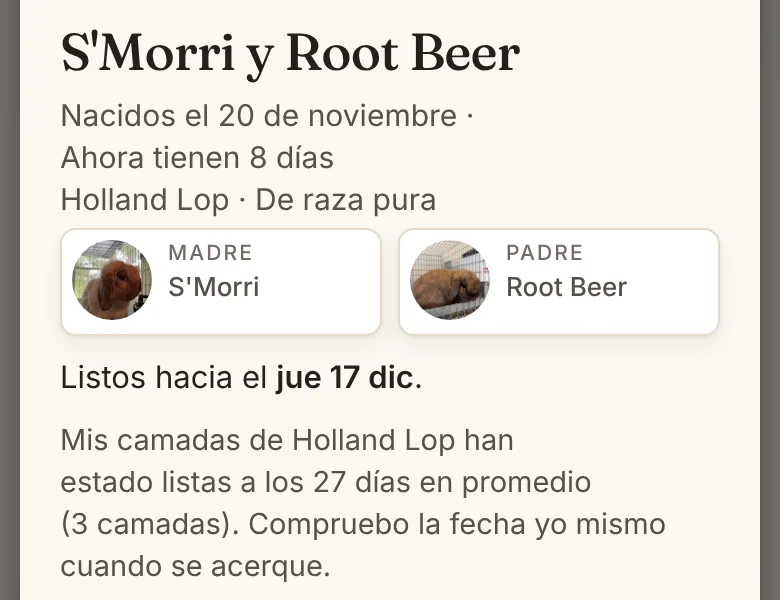 S'Morri y Root Beer
Nacidos el 20 de noviembre ·
Ahora tienen 8 días
Holland Lop · De raza pura
MADRE
S'Morri
PADRE
Root Beer
Listos hacia el jue 17 dic.
Mis camadas de Holland Lop han
estado listas a los 27 días en promedio
(3 camadas). Compruebo la fecha yo mismo
cuando se acerque.